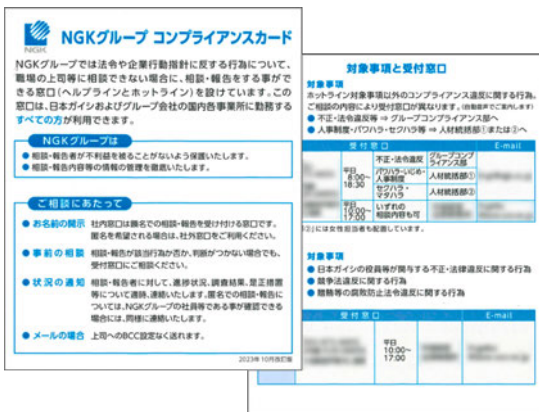 NGK
NGKグループ コンプライアンスカード
NGKグループでは法令や企業行動指針に反する行為について、
職場の上司等に相談できない場合に、相談・報告をする事がで
きる窓口（ヘルプラインとホットライン）を設けています。この
窓口は、日本ガイシおよびグループ会社の国内各事業所に勤務する
すべての方が利用できます。
NGKグループは
● 相談・報告者が不利益を被ることがないよう保護いたします。
● 相談・報告内容等の情報の管理を徹底いたします。
ご相談にあたって
● お名前の開示 社内窓口は顕名での相談・報告を受け付ける窓口です。
匿名を希望される場合は、社外窓口をご利用ください。
● 事前の相談 相談・報告が該当行為か否か、判断がつかない場合でも、
受付窓口にご相談ください。
● 状況の通知 相談・報告者に対して、進捗状況、調査結果、是正措置
等について適時、連絡いたします。匿名での相談・報告に
ついては、NGKグループの社員等である事が確認できる
場合には、同様に連絡いたします。
● メールの場合 上司へのBCC設定なく送れます。
2023年10月改訂版
対象事項と受付窓口
対象事項
ホットライン対象事項以外のコンプライアンス違反に関する行為。
ご相談の内容により受付窓口が異なります。(自動音声でご案内します)
● 不正・法令違反等 ⇒ グループコンプライアンス部へ
● 人事制度・パワハラ・セクハラ等 ⇒ 人材統括部①または②へ
受付窓口 E-mail
平日 8:00~ 18:30 不正・法令違反 グループコンプライアンス部
パワハラ・いじめ・人事制度 人材統括部①
セクハラ・マタハラ 人材統括部②
平日 10:00~ 17:00 いずれの相談内容も可
②」には女性担当者も配置しています。
対象事項
● 日本ガイシの役員等が関与する不正・法律違反に関する行為
● 競争法違反に関する行為
● 贈賄等の腐敗防止法令違反に関する行為
受付窓口 E-mail
平日
10:00~
17:00